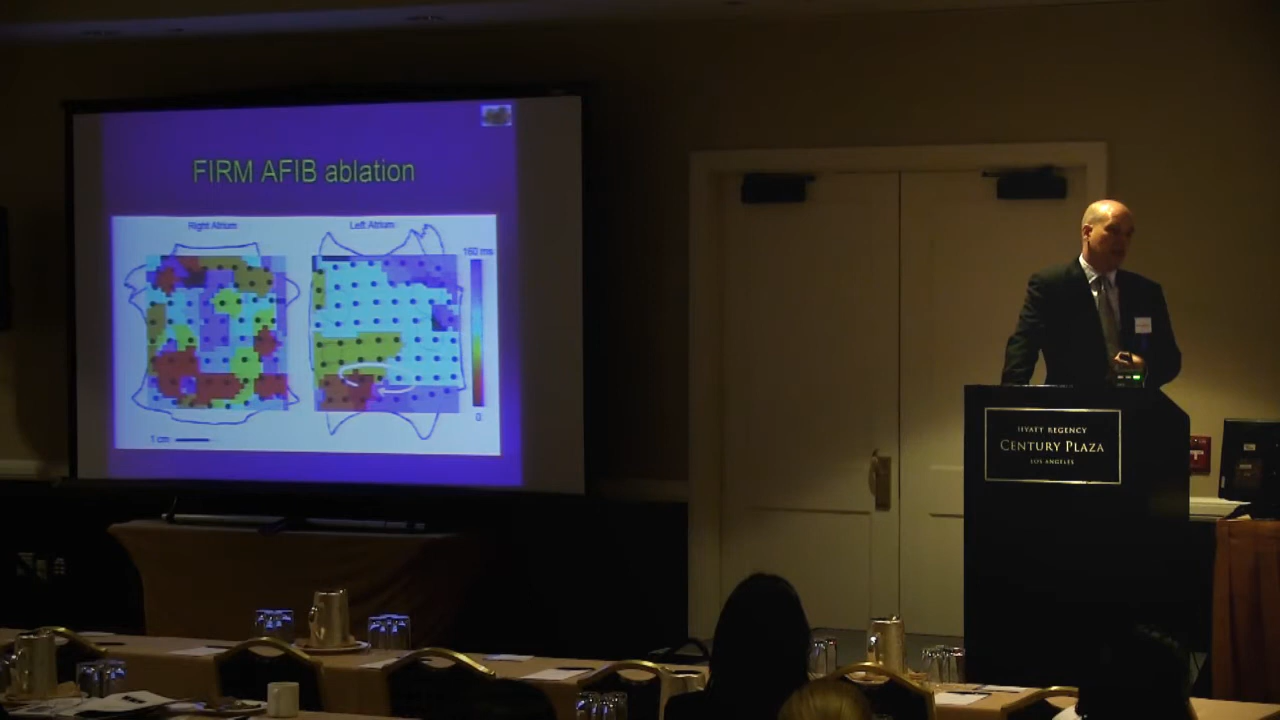 FIRM AFIB ablation
Right Atrium
Left Atrium
160 ms
0
1 cm
HYATT REGENCY
CENTURY PLAZA
LOS ANGELES